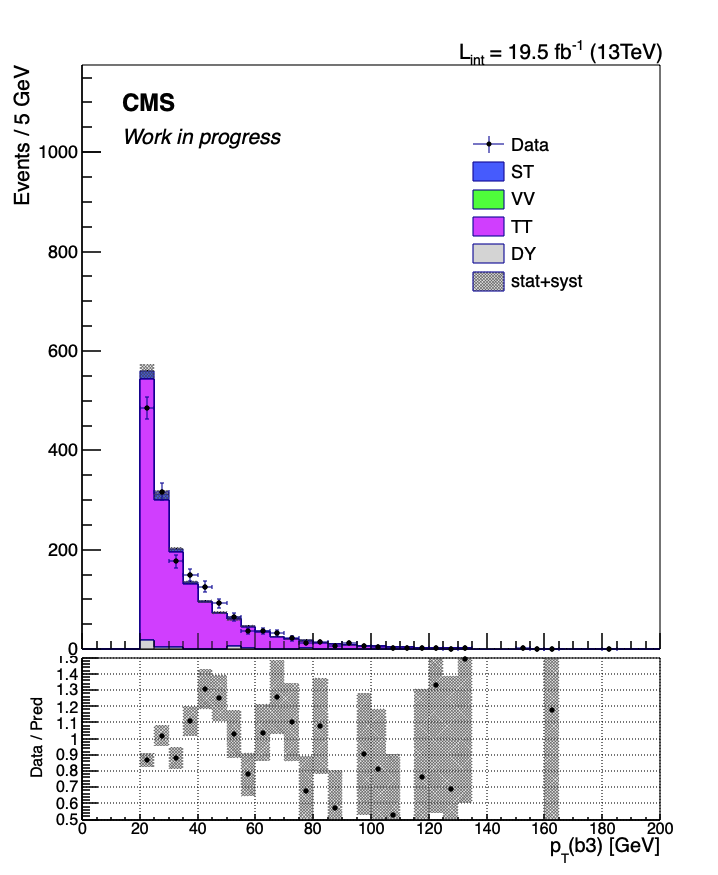 L_int = 19.5 fb^-1 (13TeV)
Events / 5 GeV
CMS
Work in progress
1000
800
600
400
200
0
Data
ST
VV
TT
DY
stat+syst
Data / Pred
1.5
1.4
1.3
1.2
1.1
1
0.9
0.8
0.7
0.6
0.5
0 20 40 60 80 100 120 140 160 180 200
p_T(b3) [GeV]